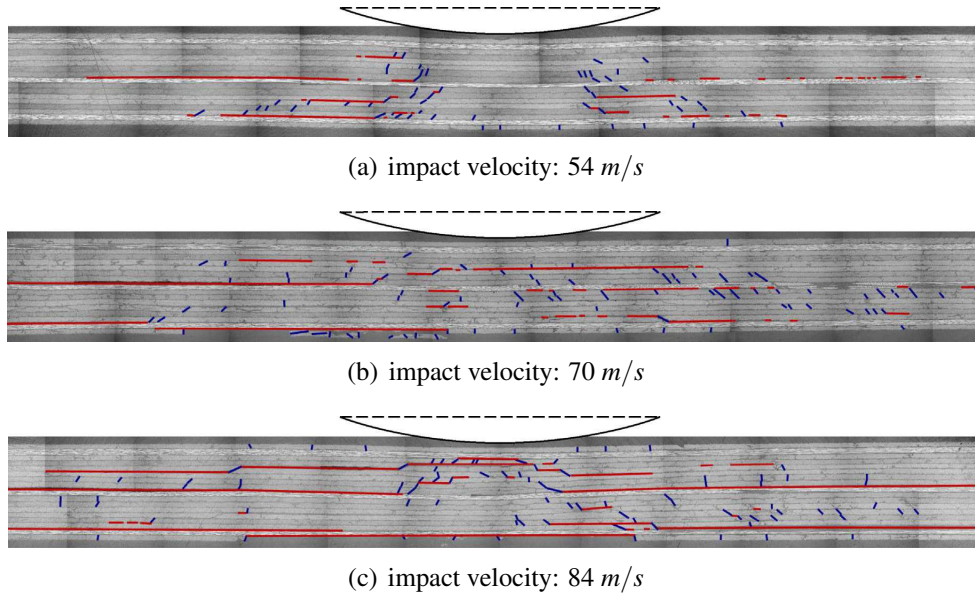 (a) impact velocity: 54 m/s
(b) impact velocity: 70 m/s
(c) impact velocity: 84 m/s